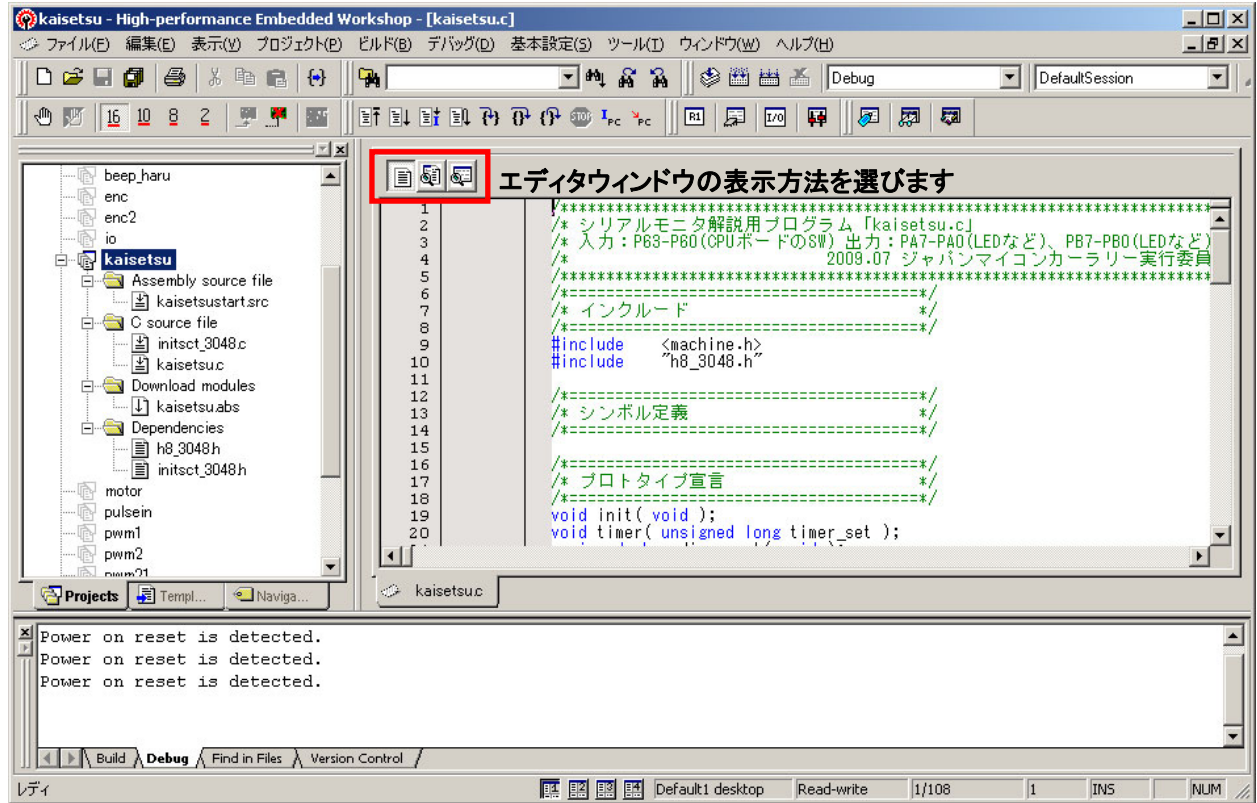 kaisetsu - High-performance Embedded Workshop - [kaisetsu.c]
ファイル(F) 編集(E) 表示(V) プロジェクト(P) ビルド(B) デバッグ(D) 基本設定(S) ツール(T) ウィンドウ(W) ヘルプ(H)
Debug DefaultSession
16 10 8 2 STOP IPC PC R1 I/O
エディタウィンドウの表示方法を選びます
beep_haru
enc
enc2
io
kaisetsu
Assembly source file
kaisetsustart.src
C source file
initsct_3048.c
kaisetsu.c
Download modules
kaisetsu.abs
Dependencies
h8_3048.h
initsct_3048.h
motor
pulsein
pwm1
pwm2
pwm21
Projects Templ... Naviga...
1 /****************************************************************************
2 /* シリアルモニタ解説用プログラム「kaisetsu.c」
3 /* 入力：P63-P60(CPUボードのSW) 出力：PA7-PA0(LEDなど)、PB7-PB0(LEDなど)
4 /* 2009.07 ジャパンマイコンカーラリー実行委員
5 /****************************************************************************
6 /*======================================*/
7 /* インクルード */
8 /*======================================*/
9 #include <machine.h>
10 #include "h8_3048.h"
11
12 /*======================================*/
13 /* シンボル定義 */
14 /*======================================*/
15
16 /*======================================*/
17 /* プロトタイプ宣言 */
18 /*======================================*/
19 void init( void );
20 void timer( unsigned long timer_set );
kaisetsu.c
Power on reset is detected.
Power on reset is detected.
Power on reset is detected.
Build Debug Find in Files Version Control
レディ Default1 desktop Read-write 1/108 1 INS NUM